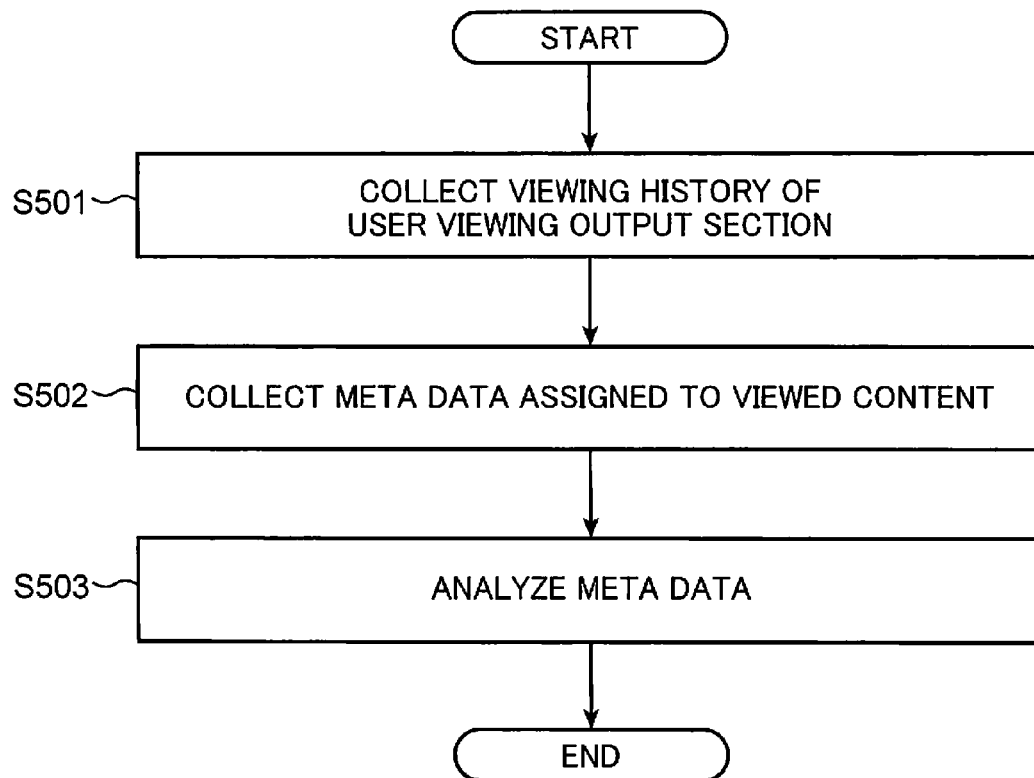 START
S501
COLLECT VIEWING HISTORY OF
USER VIEWING OUTPUT SECTION
S502
COLLECT META DATA ASSIGNED TO VIEWED CONTENT
S503
ANALYZE META DATA
END